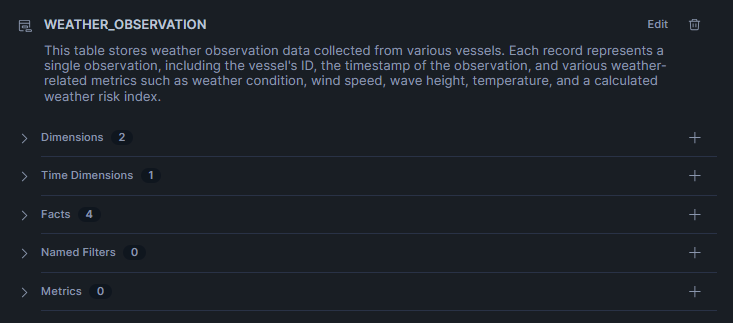 WEATHER_OBSERVATION Edit
This table stores weather observation data collected from various vessels. Each record represents a
single observation, including the vessel's ID, the timestamp of the observation, and various weather-
related metrics such as weather condition, wind speed, wave height, temperature, and a calculated
weather risk index.
Dimensions 2
Time Dimensions 1
Facts 4
Named Filters 0
Metrics 0